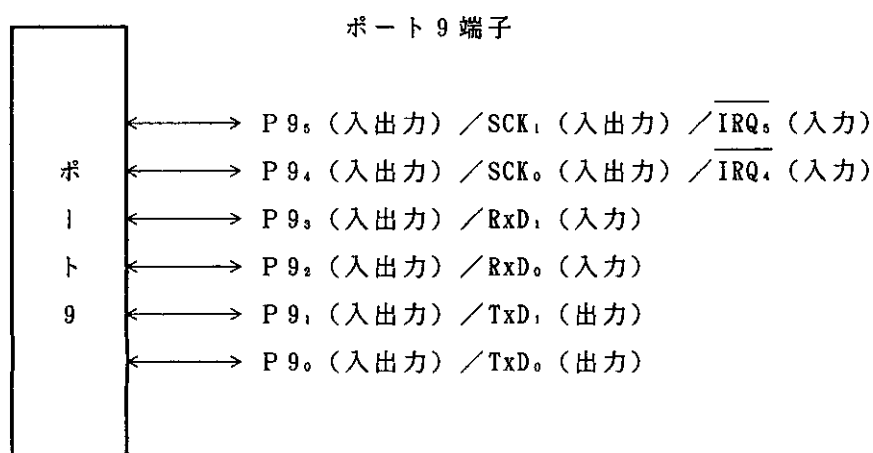 ポート9端子
P9₅(入出力)/SCK₁(入出力)/I̅R̅Q̅₅(入力)
P9₄(入出力)/SCK₀(入出力)/I̅R̅Q̅₄(入力)
P9₃(入出力)/RxD₁(入力)
P9₂(入出力)/RxD₀(入力)
P9₁(入出力)/TxD₁(出力)
P9₀(入出力)/TxD₀(出力)
ポート9